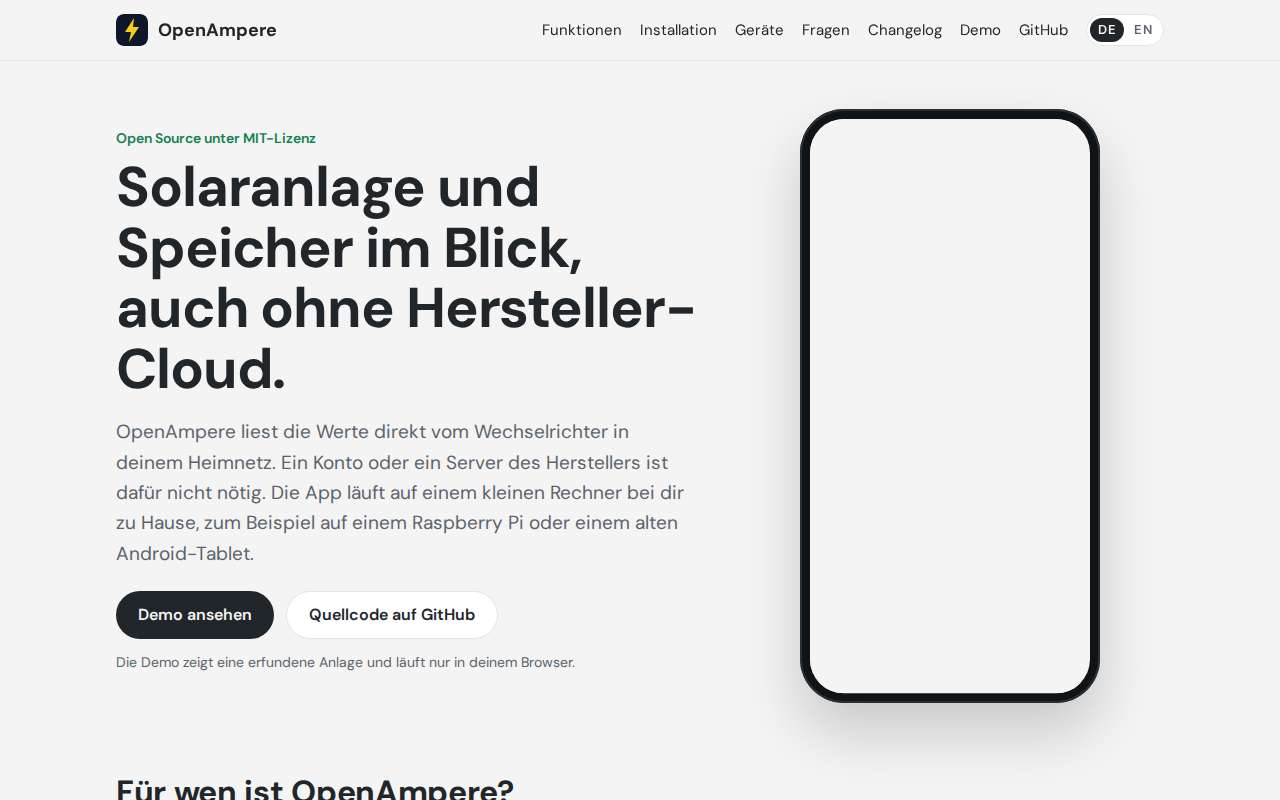 OpenAmpere
Funktionen Installation Geräte Fragen Changelog Demo GitHub DE EN
Open Source unter MIT-Lizenz
Solaranlage und
Speicher im Blick,
auch ohne Hersteller-
Cloud.
OpenAmpere liest die Werte direkt vom Wechselrichter in
deinem Heimnetz. Ein Konto oder ein Server des Herstellers ist
dafür nicht nötig. Die App läuft auf einem kleinen Rechner bei dir
zu Hause, zum Beispiel auf einem Raspberry Pi oder einem alten
Android-Tablet.
Demo ansehen Quellcode auf GitHub
Die Demo zeigt eine erfundene Anlage und läuft nur in deinem Browser.
Für wen ist OpenAmpere?